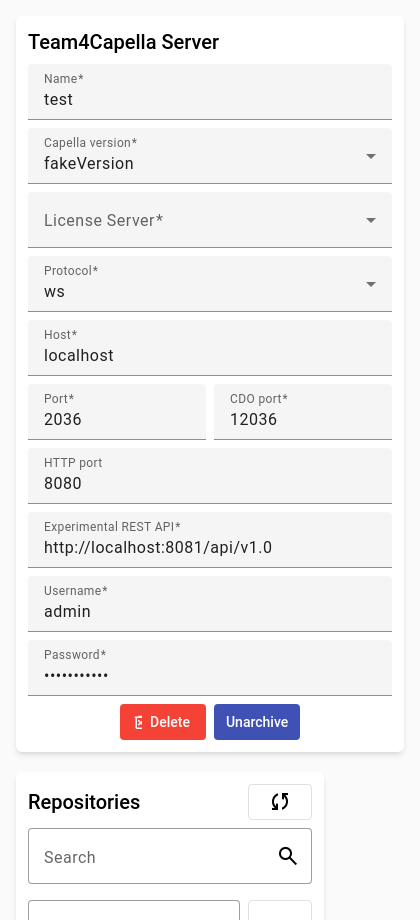 Team4Capella Server
Name*
test
Capella version*
fakeVersion
License Server*
Protocol*
ws
Host*
localhost
Port*
2036
CDO port*
12036
HTTP port
8080
Experimental REST API*
http://localhost:8081/api/v1.0
Username*
admin
Password*
•••••••••••
Delete
Unarchive
Repositories
Search